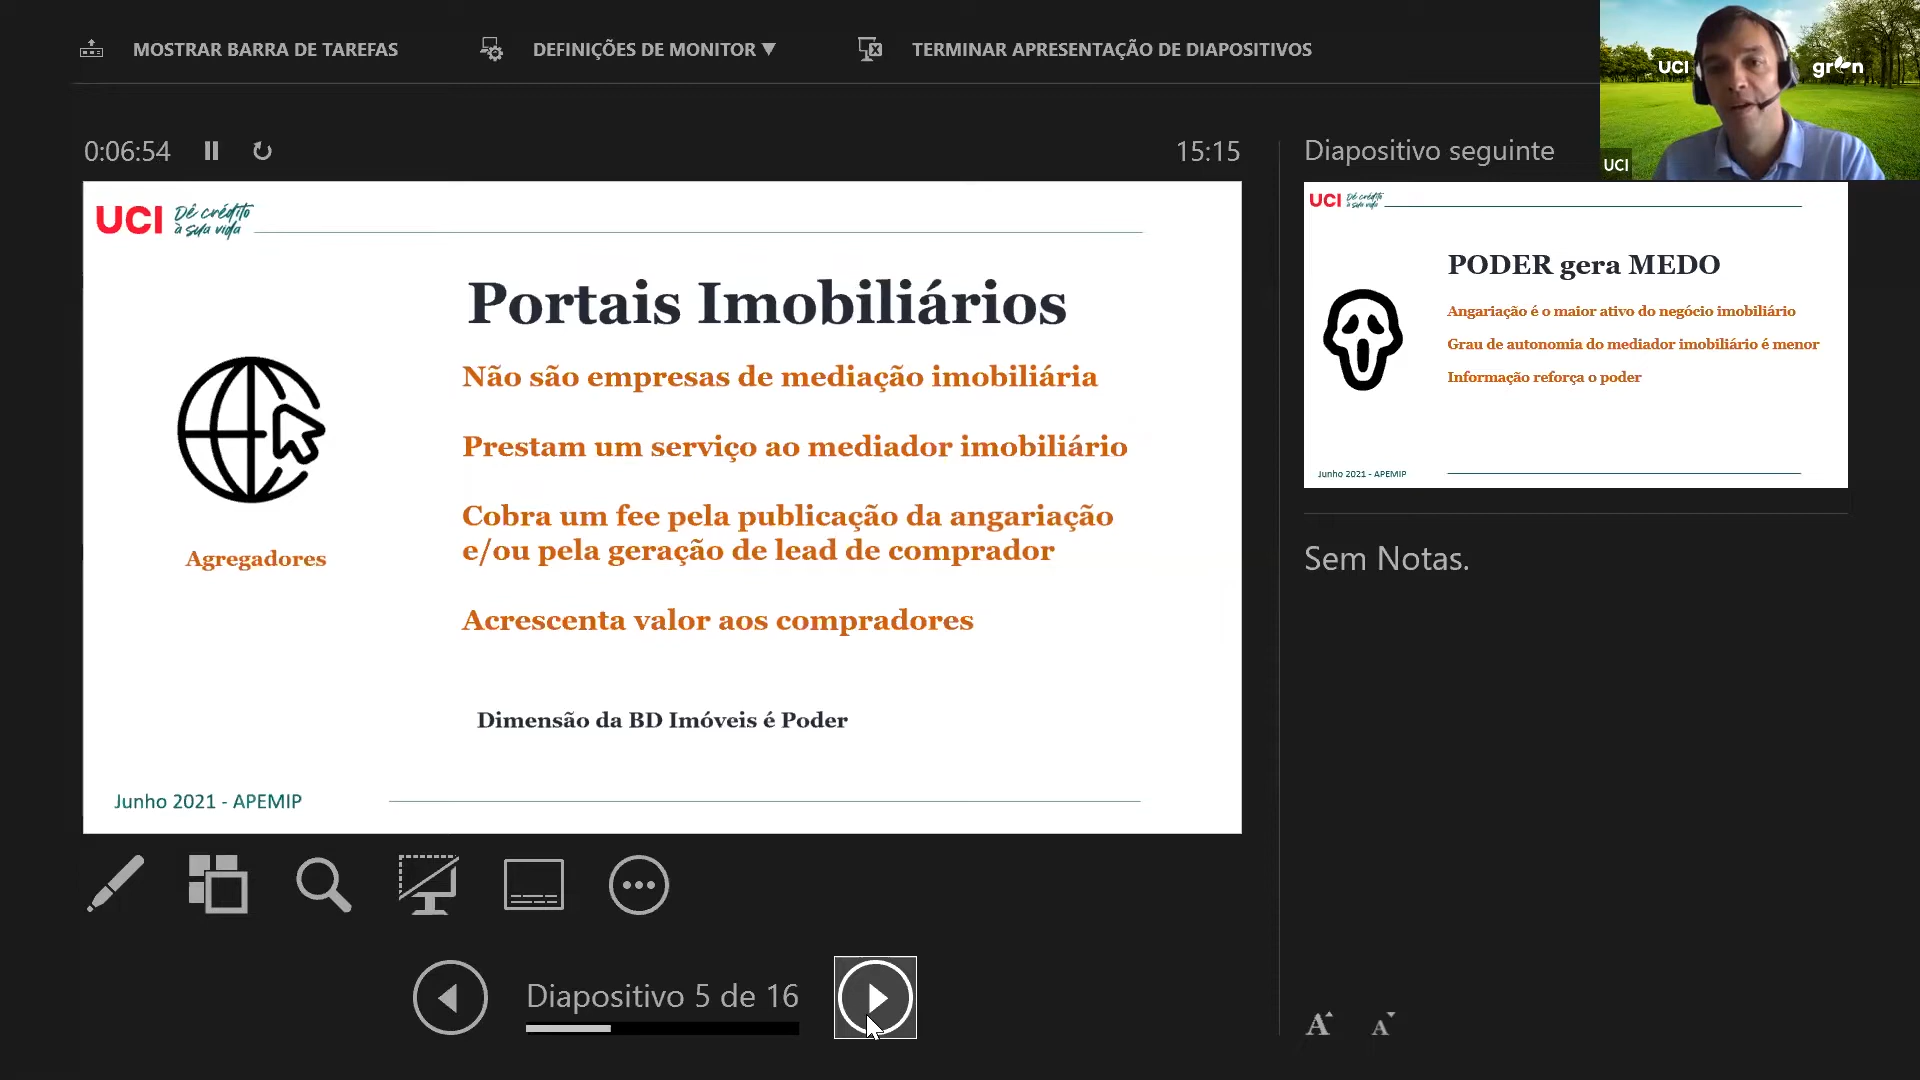 MOSTRAR BARRA DE TAREFAS
DEFINIÇÕES DE MONITOR ▼
TERMINAR APRESENTAÇÃO DE DIAPOSITIVOS
UCI
green
UCI
0:06:54
15:15
Diapositivo seguinte
UCI Dê crédito
à sua vida
Portais Imobiliários
Não são empresas de mediação imobiliária
Prestam um serviço ao mediador imobiliário
Cobra um fee pela publicação da angariação
e/ou pela geração de lead de comprador
Acrescenta valor aos compradores
Agregadores
Dimensão da BD Imóveis é Poder
Junho 2021 - APEMIP
UCI Dê crédito
à sua vida
PODER gera MEDO
Angariação é o maior ativo do negócio imobiliário
Grau de autonomia do mediador imobiliário é menor
Informação reforça o poder
Junho 2021 - APEMIP
Sem Notas.
Diapositivo 5 de 16
A A